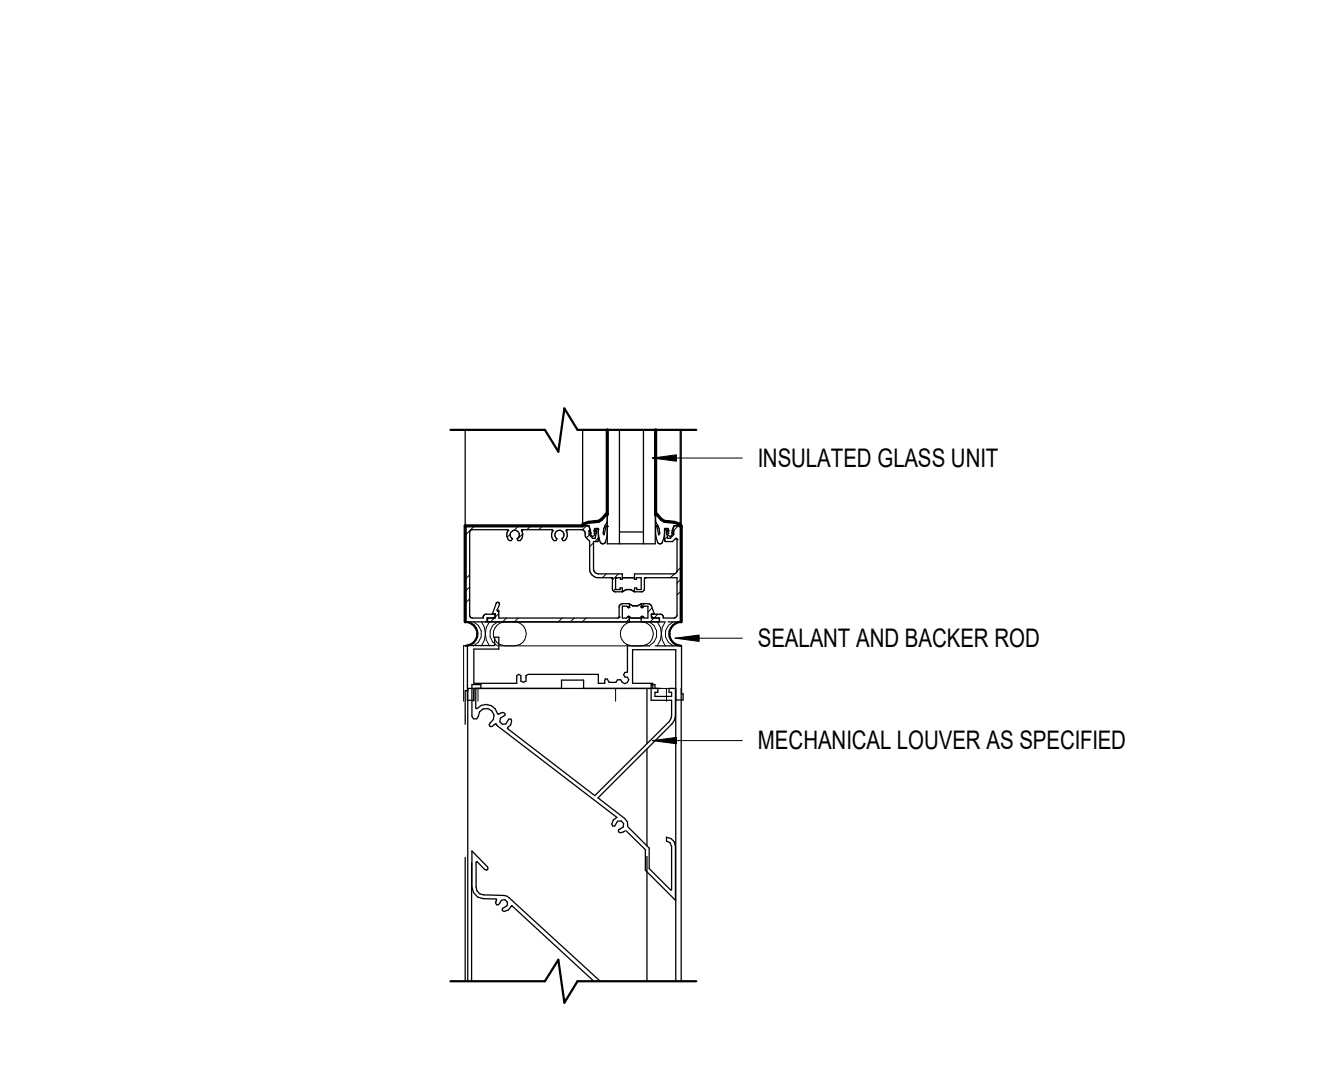 INSULATED GLASS UNIT
SEALANT AND BACKER ROD
MECHANICAL LOUVER AS SPECIFIED